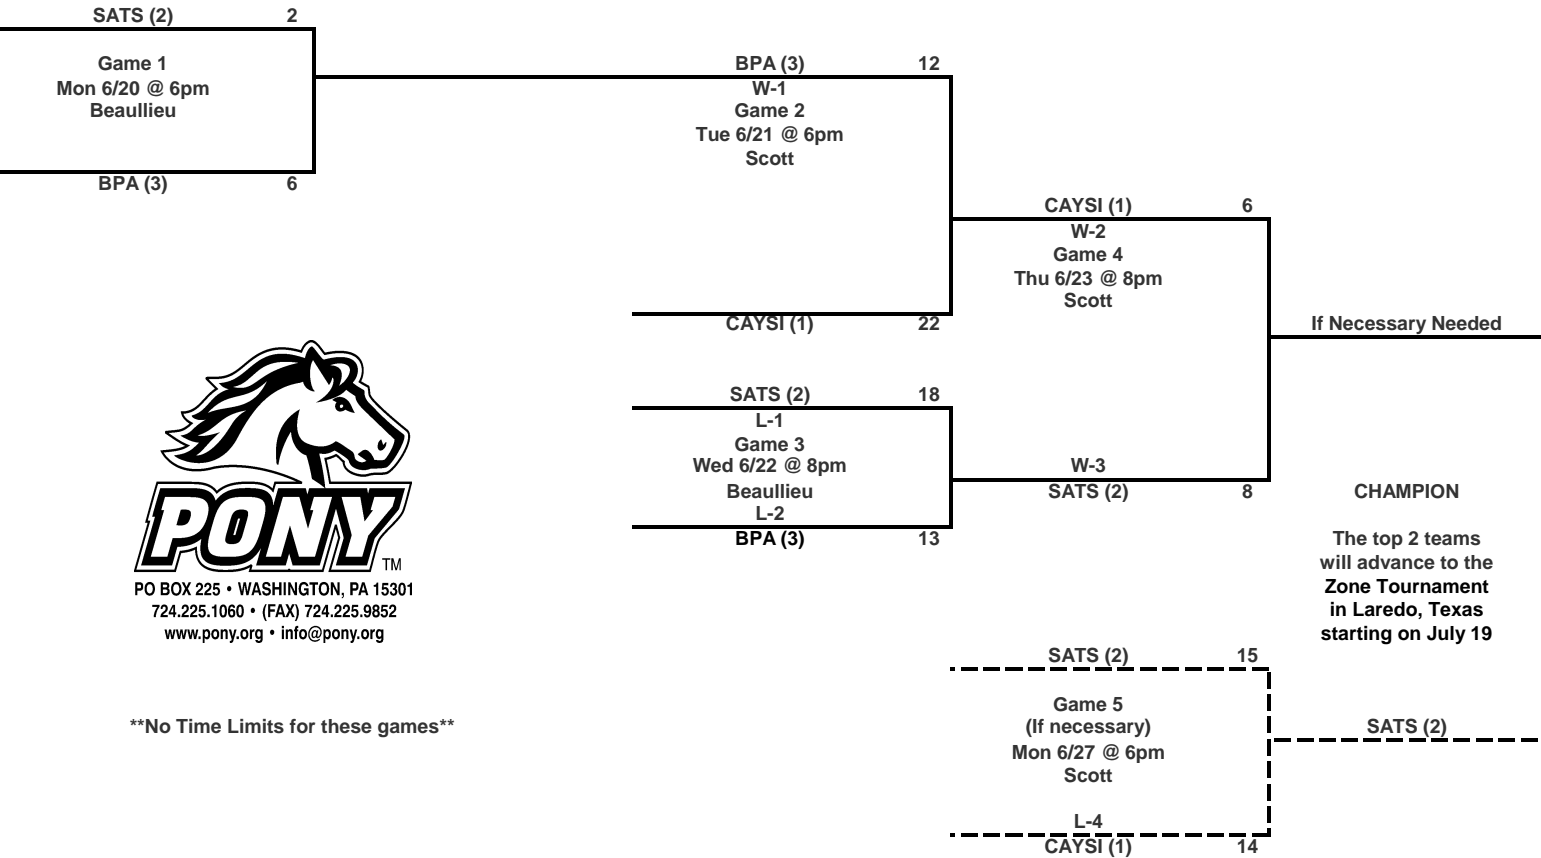 SATS (2) 2
Game 1
Mon 6/20 @ 6pm
Beaullieu
BPA (3) 6
BPA (3) 12
W-1
Game 2
Tue 6/21 @ 6pm
Scott
CAYSI (1) 22
SATS (2) 18
L-1
Game 3
Wed 6/22 @ 8pm
Beaullieu
L-2
BPA (3) 13
CAYSI (1) 6
W-2
Game 4
Thu 6/23 @ 8pm
Scott
W-3
SATS (2) 8
If Necessary Needed
CHAMPION
The top 2 teams
will advance to the
Zone Tournament
in Laredo, Texas
starting on July 19
PONY TM
PO BOX 225 • WASHINGTON, PA 15301
724.225.1060 • (FAX) 724.225.9852
www.pony.org • info@pony.org
**No Time Limits for these games**
SATS (2) 15
Game 5
(If necessary)
Mon 6/27 @ 6pm
Scott
L-4
CAYSI (1) 14
SATS (2)